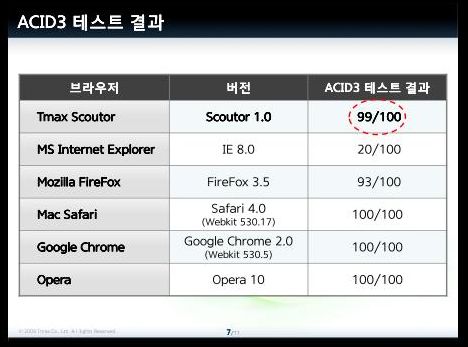 ACID3 테스트 결과
브라우저 버전 ACID3 테스트 결과
Tmax Scoutor Scoutor 1.0 99/100
MS Internet Explorer IE 8.0 20/100
Mozilla FireFox FireFox 3.5 93/100
Mac Safari Safari 4.0 100/100
(Webkit 530.17)
Google Chrome Google Chrome 2.0 100/100
(Webkit 530.5)
Opera Opera 10 100/100
© 2009 Tmax Co., Ltd. All Rights Reserved.
7/11